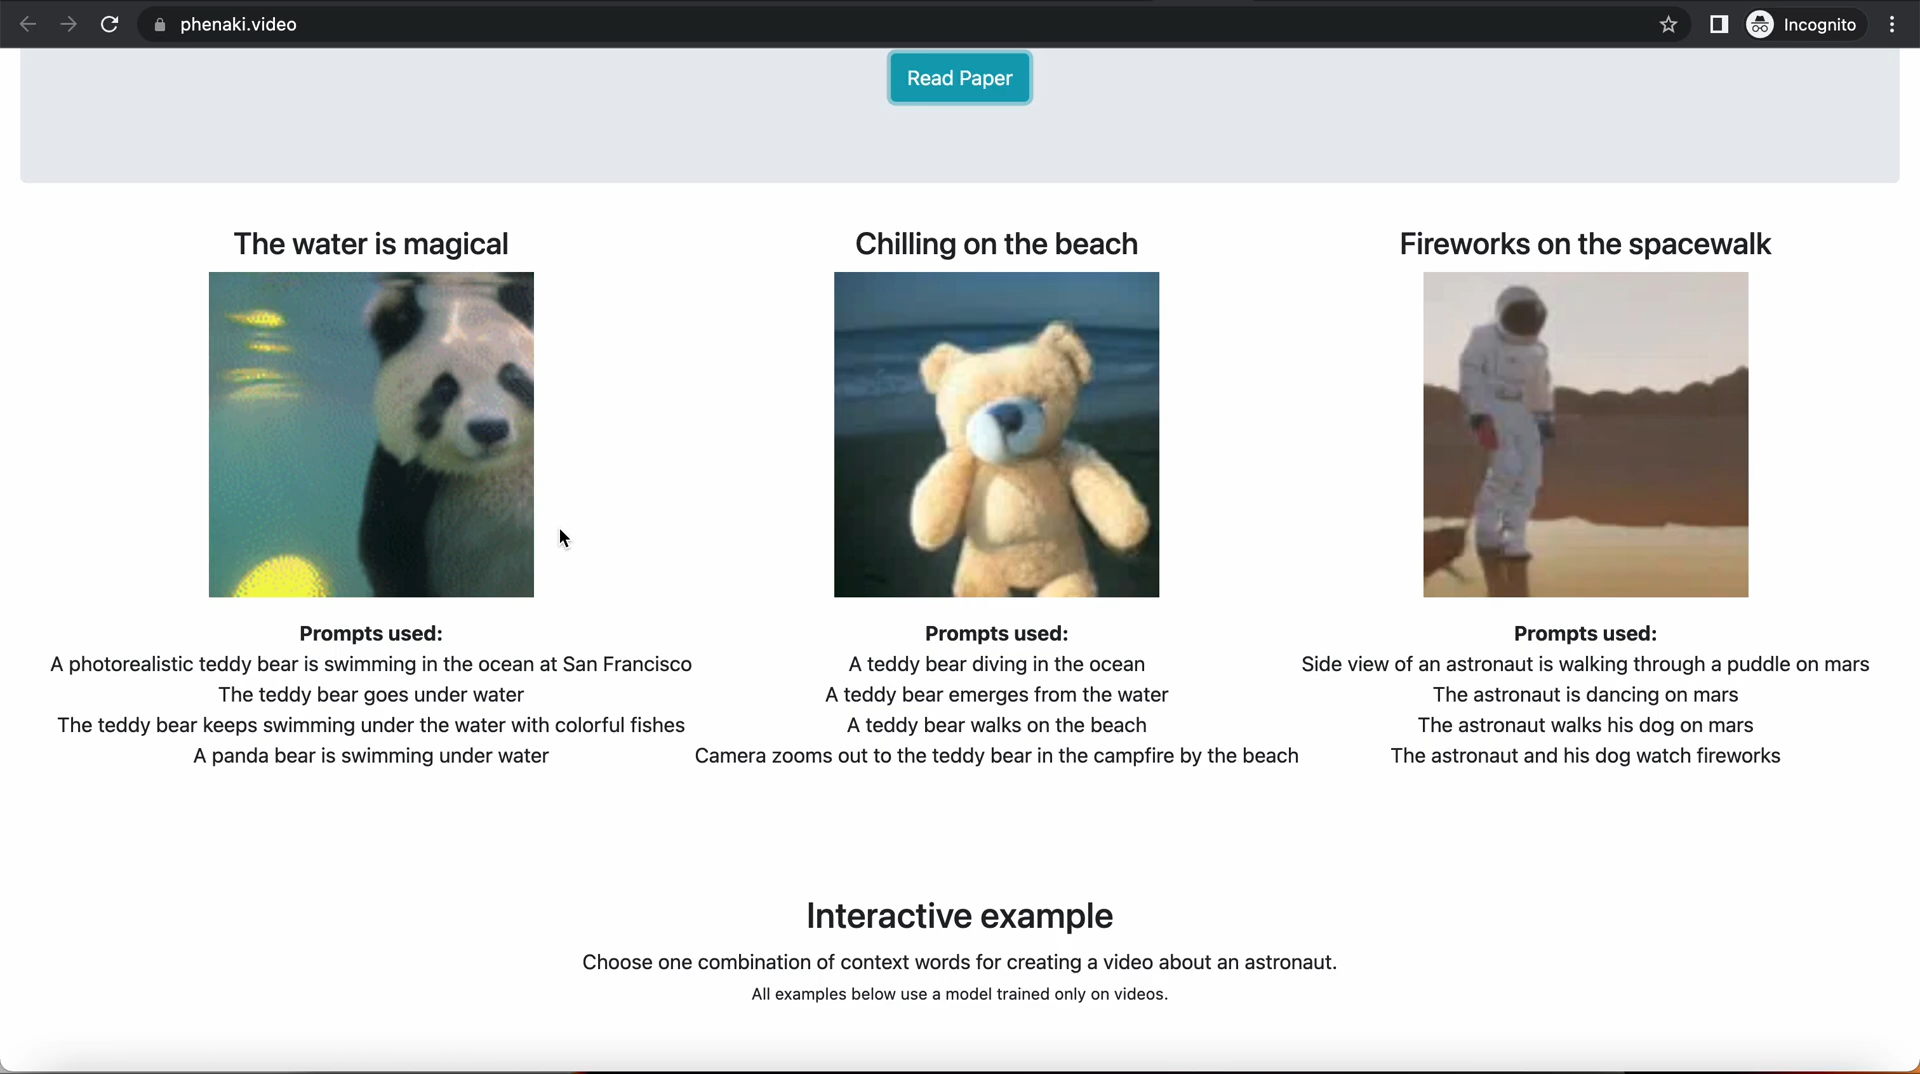 phenaki.video
Incognito
Read Paper
The water is magical
Chilling on the beach
Fireworks on the spacewalk
Prompts used:
A photorealistic teddy bear is swimming in the ocean at San Francisco
The teddy bear goes under water
The teddy bear keeps swimming under the water with colorful fishes
A panda bear is swimming under water
Prompts used:
A teddy bear diving in the ocean
A teddy bear emerges from the water
A teddy bear walks on the beach
Camera zooms out to the teddy bear in the campfire by the beach
Prompts used:
Side view of an astronaut is walking through a puddle on mars
The astronaut is dancing on mars
The astronaut walks his dog on mars
The astronaut and his dog watch fireworks
Interactive example
Choose one combination of context words for creating a video about an astronaut.
All examples below use a model trained only on videos.